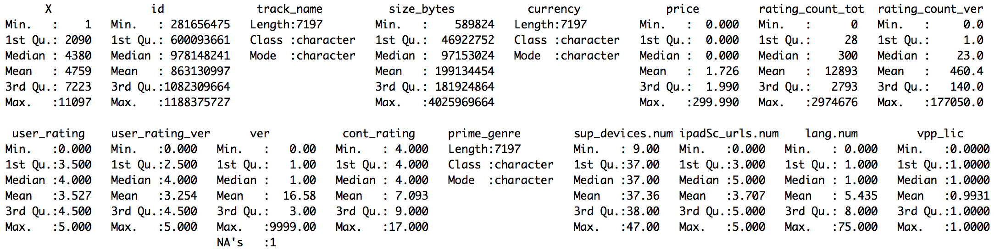 X               id              track_name          size_bytes           currency             price         rating_count_tot  rating_count_ver
Min.   :    1   Min.   : 281656475   Length:7197        Min.   :    589824   Length:7197        Min.   :  0.000   Min.   :      0   Min.   :     0.0
1st Qu.: 2090   1st Qu.: 600093661   Class :character   1st Qu.:  46922752   Class :character   1st Qu.:  0.000   1st Qu.:     28   1st Qu.:     1.0
Median : 4380   Median : 978148241   Mode  :character   Median :  97153024   Mode  :character   Median :  0.000   Median :    300   Median :    23.0
Mean   : 4759   Mean   : 863130997                      Mean   : 199134454                      Mean   :  1.726   Mean   :  12893   Mean   :   460.4
3rd Qu.: 7223   3rd Qu.:1082309664                      3rd Qu.: 181924864                      3rd Qu.:  1.990   3rd Qu.:   2793   3rd Qu.:   140.0
Max.   :11097   Max.   :1188375727                      Max.   :4025969664                      Max.   :299.990   Max.   :2974676   Max.   :177050.0
 user_rating    user_rating_ver      ver           cont_rating     prime_genre        sup_devices.num ipadSc_urls.num    lang.num         vpp_lic
Min.   :0.000   Min.   :0.000   Min.   :   0.00   Min.   : 4.000   Length:7197        Min.   : 9.00   Min.   :0.000   Min.   : 0.000   Min.   :0.0000
1st Qu.:3.500   1st Qu.:2.500   1st Qu.:   1.00   1st Qu.: 4.000   Class :character   1st Qu.:37.00   1st Qu.:3.000   1st Qu.: 1.000   1st Qu.:1.0000
Median :4.000   Median :4.000   Median :   1.00   Median : 4.000   Mode  :character   Median :37.00   Median :5.000   Median : 1.000   Median :1.0000
Mean   :3.527   Mean   :3.254   Mean   :  16.58   Mean   : 7.093                      Mean   :37.36   Mean   :3.707   Mean   : 5.435   Mean   :0.9931
3rd Qu.:4.500   3rd Qu.:4.500   3rd Qu.:   3.00   3rd Qu.: 9.000                      3rd Qu.:38.00   3rd Qu.:5.000   3rd Qu.: 8.000   3rd Qu.:1.0000
Max.   :5.000   Max.   :5.000   Max.   :9999.00   Max.   :17.000                      Max.   :47.00   Max.   :5.000   Max.   :75.000   Max.   :1.0000
                                NA's   :1